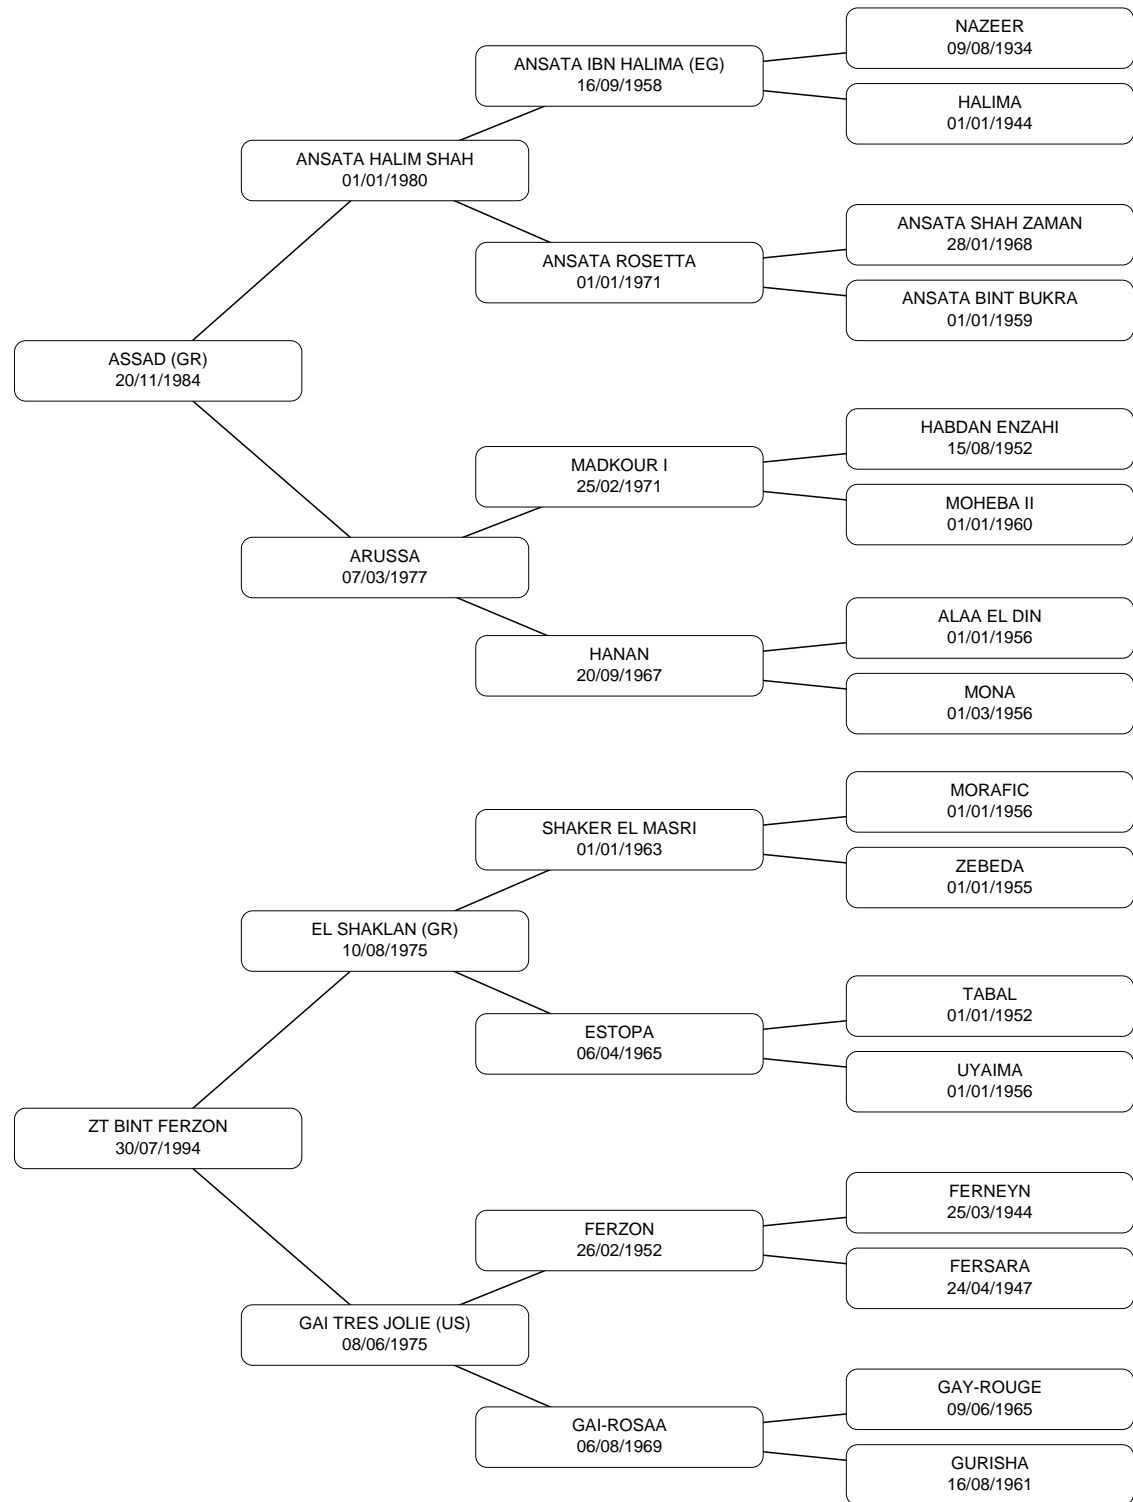 NAZEER
09/08/1934
ANSATA IBN HALIMA (EG)
16/09/1958
HALIMA
01/01/1944
ANSATA HALIM SHAH
01/01/1980
ANSATA SHAH ZAMAN
28/01/1968
ANSATA ROSETTA
01/01/1971
ANSATA BINT BUKRA
01/01/1959
ASSAD (GR)
20/11/1984
HABDAN ENZAHI
15/08/1952
MADKOUR I
25/02/1971
MOHEBA II
01/01/1960
ARUSSA
07/03/1977
ALAA EL DIN
01/01/1956
HANAN
20/09/1967
MONA
01/03/1956
MORAFIC
01/01/1956
SHAKER EL MASRI
01/01/1963
ZEBEDA
01/01/1955
EL SHAKLAN (GR)
10/08/1975
TABAL
01/01/1952
ESTOPA
06/04/1965
UYAIMA
01/01/1956
ZT BINT FERZON
30/07/1994
FERNEYN
25/03/1944
FERZON
26/02/1952
FERSARA
24/04/1947
GAI TRES JOLIE (US)
08/06/1975
GAY-ROUGE
09/06/1965
GAI-ROSAA
06/08/1969
GURISHA
16/08/1961